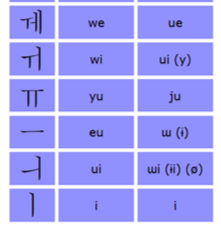 ㅞ we ue
ㅟ wi ui (y)
ㅠ yu ju
ㅡ eu ɯ (ɨ)
ㅢ ui ɯi (ɨi) (ø)
ㅣ i i